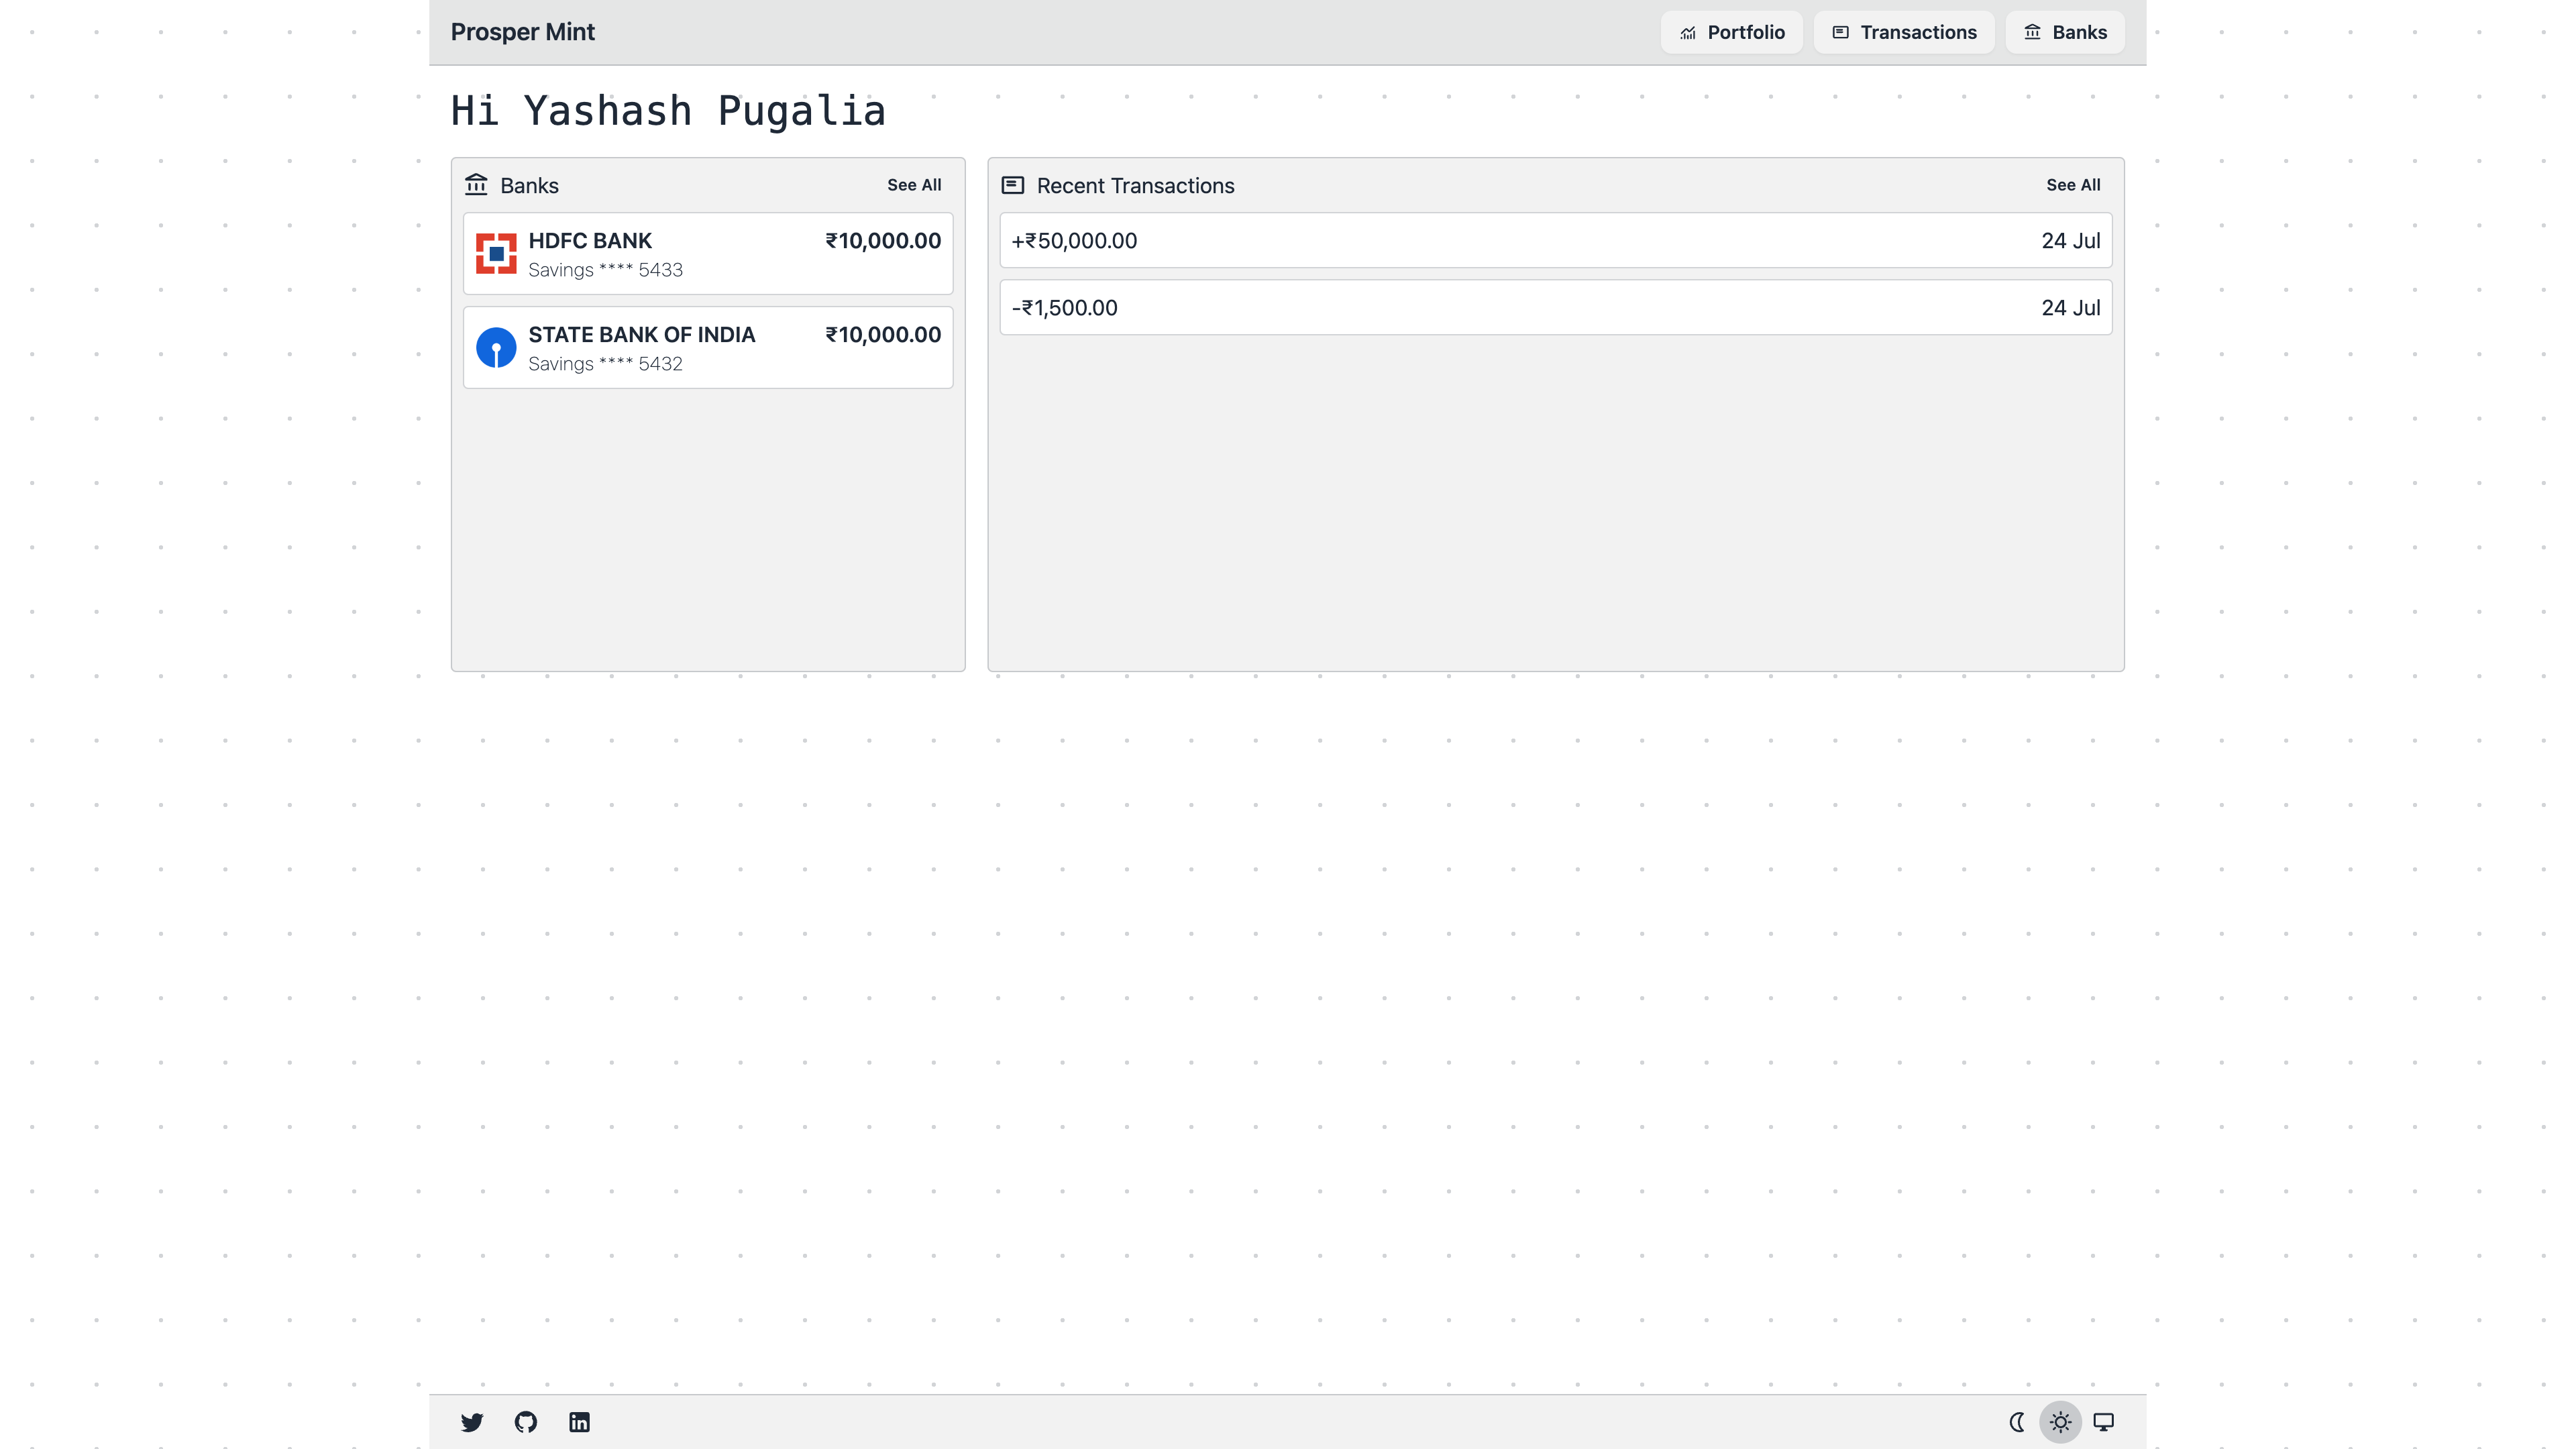 Prosper Mint
Portfolio
Transactions
Banks
Hi Yashash Pugalia
Banks
See All
HDFC BANK
₹10,000.00
Savings **** 5433
STATE BANK OF INDIA
₹10,000.00
Savings **** 5432
Recent Transactions
See All
+₹50,000.00
24 Jul
-₹1,500.00
24 Jul